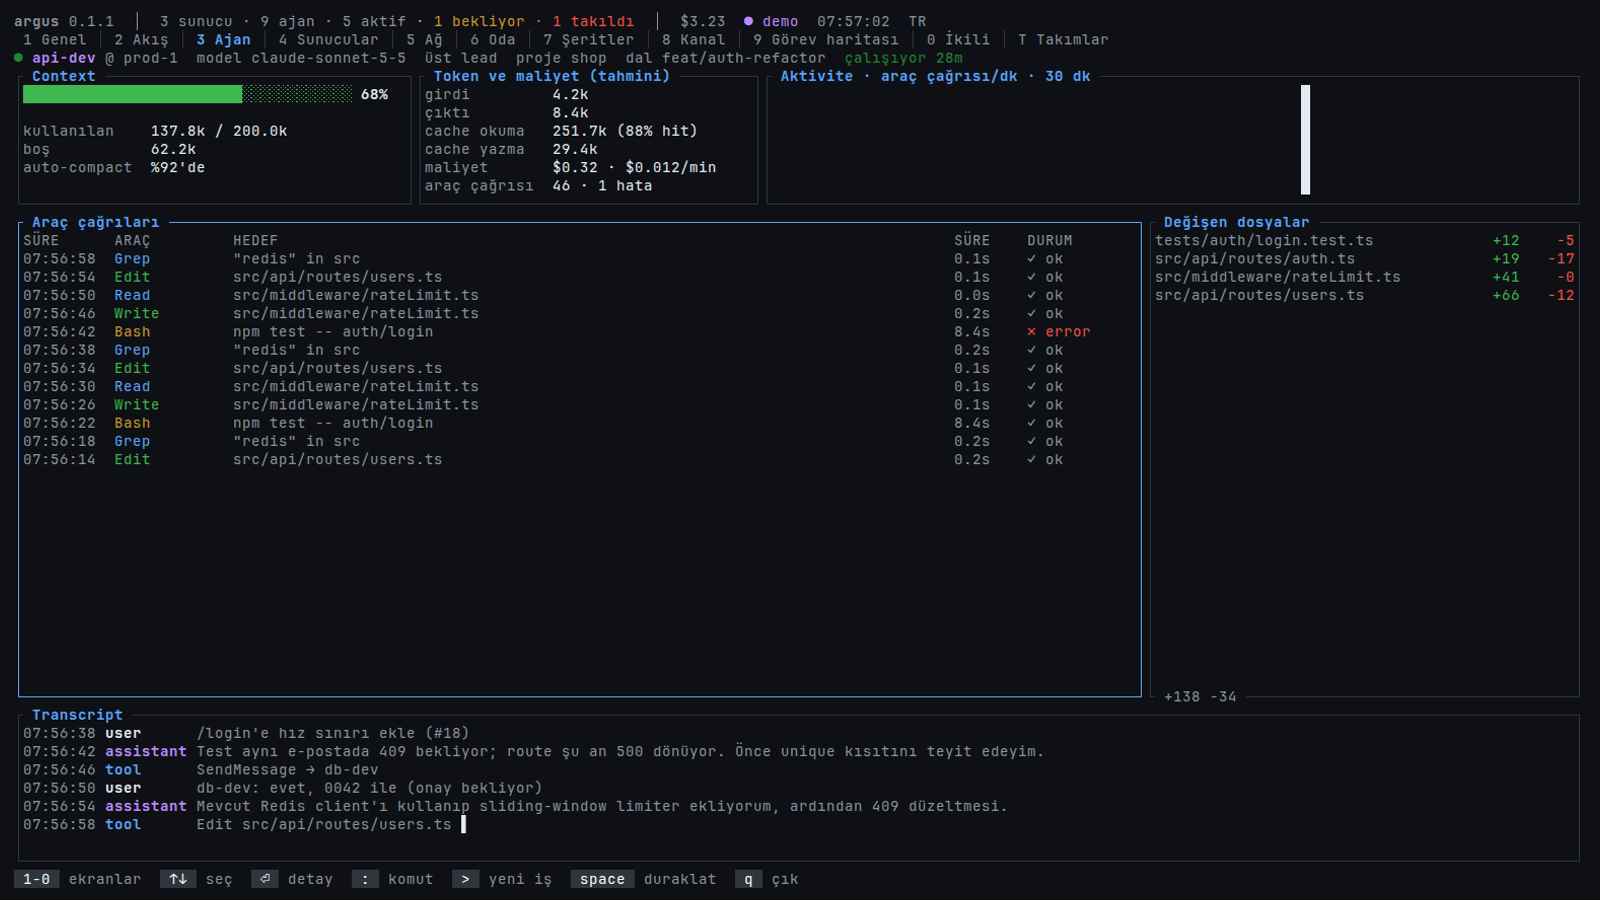 argus 0.1.1 │ 3 sunucu · 9 ajan · 5 aktif · 1 bekliyor · 1 takıldı │ $3.23 ● demo 07:57:02 TR
1 Genel │ 2 Akış │ 3 Ajan │ 4 Sunucular │ 5 Ağ │ 6 Oda │ 7 Şeritler │ 8 Kanal │ 9 Görev haritası │ 0 İkili │ T Takımlar
● api-dev @ prod-1 model claude-sonnet-5-5 üst lead proje shop dal feat/auth-refactor çalışıyor 28m
Context
68%
kullanılan 137.8k / 200.0k
boş 62.2k
auto-compact %92'de
Token ve maliyet (tahmini)
girdi 4.2k
çıktı 8.4k
cache okuma 251.7k (88% hit)
cache yazma 29.4k
maliyet $0.32 · $0.012/min
araç çağrısı 46 · 1 hata
Aktivite · araç çağrısı/dk · 30 dk
Araç çağrıları
SÜRE ARAÇ HEDEF SÜRE DURUM
07:56:58 Grep "redis" in src 0.1s ✓ ok
07:56:54 Edit src/api/routes/users.ts 0.1s ✓ ok
07:56:50 Read src/middleware/rateLimit.ts 0.0s ✓ ok
07:56:46 Write src/middleware/rateLimit.ts 0.2s ✓ ok
07:56:42 Bash npm test -- auth/login 8.4s ✕ error
07:56:38 Grep "redis" in src 0.2s ✓ ok
07:56:34 Edit src/api/routes/users.ts 0.1s ✓ ok
07:56:30 Read src/middleware/rateLimit.ts 0.1s ✓ ok
07:56:26 Write src/middleware/rateLimit.ts 0.1s ✓ ok
07:56:22 Bash npm test -- auth/login 8.4s ✓ ok
07:56:18 Grep "redis" in src 0.2s ✓ ok
07:56:14 Edit src/api/routes/users.ts 0.2s ✓ ok
Değişen dosyalar
tests/auth/login.test.ts +12 -5
src/api/routes/auth.ts +19 -17
src/middleware/rateLimit.ts +41 -0
src/api/routes/users.ts +66 -12
+138 -34
Transcript
07:56:38 user /login'e hız sınırı ekle (#18)
07:56:42 assistant Test aynı e-postada 409 bekliyor; route şu an 500 dönüyor. Önce unique kısıtını teyit edeyim.
07:56:46 tool SendMessage → db-dev
07:56:50 user db-dev: evet, 0042 ile (onay bekliyor)
07:56:54 assistant Mevcut Redis client'ı kullanıp sliding-window limiter ekliyorum, ardından 409 düzeltmesi.
07:56:58 tool Edit src/api/routes/users.ts
1-0 ekranlar ↑↓ seç ⏎ detay : komut > yeni iş space duraklat q çık